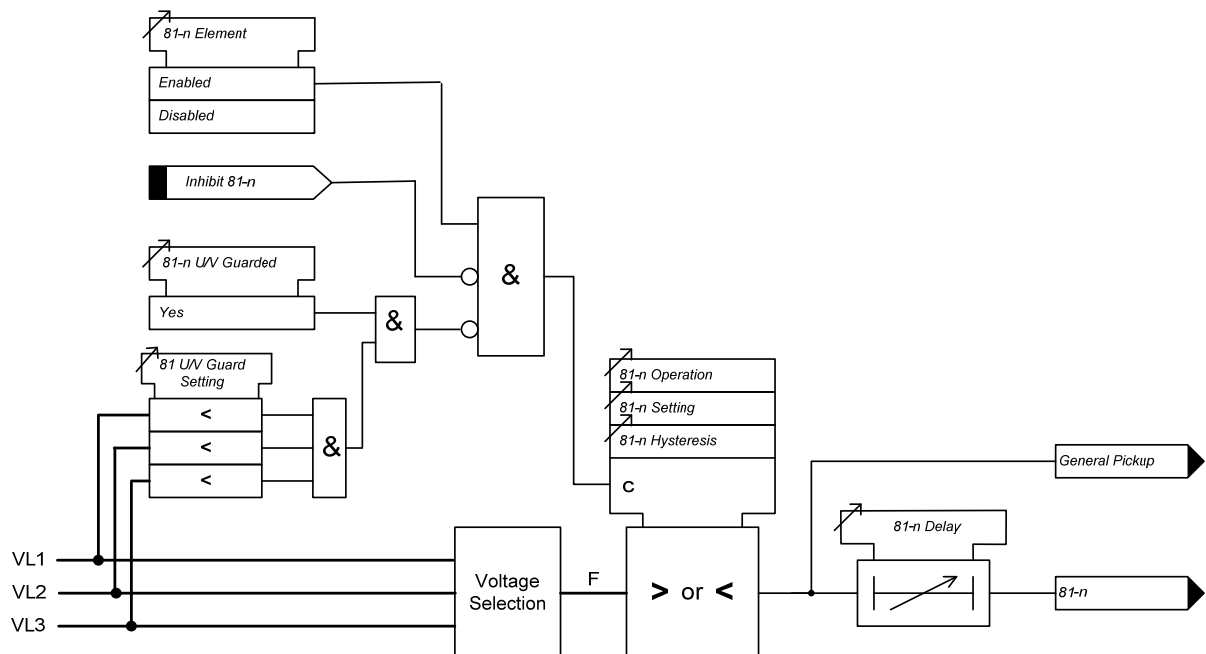 81-n Element
Enabled
Disabled
Inhibit 81-n
81-n U/V Guarded
Yes
&
&
81 U/V Guard
Setting
<
<
<
&
81-n Operation
81-n Setting
81-n Hysteresis
C
General Pickup
81-n Delay
VL1
VL2
VL3
Voltage
Selection
F
> or <
81-n